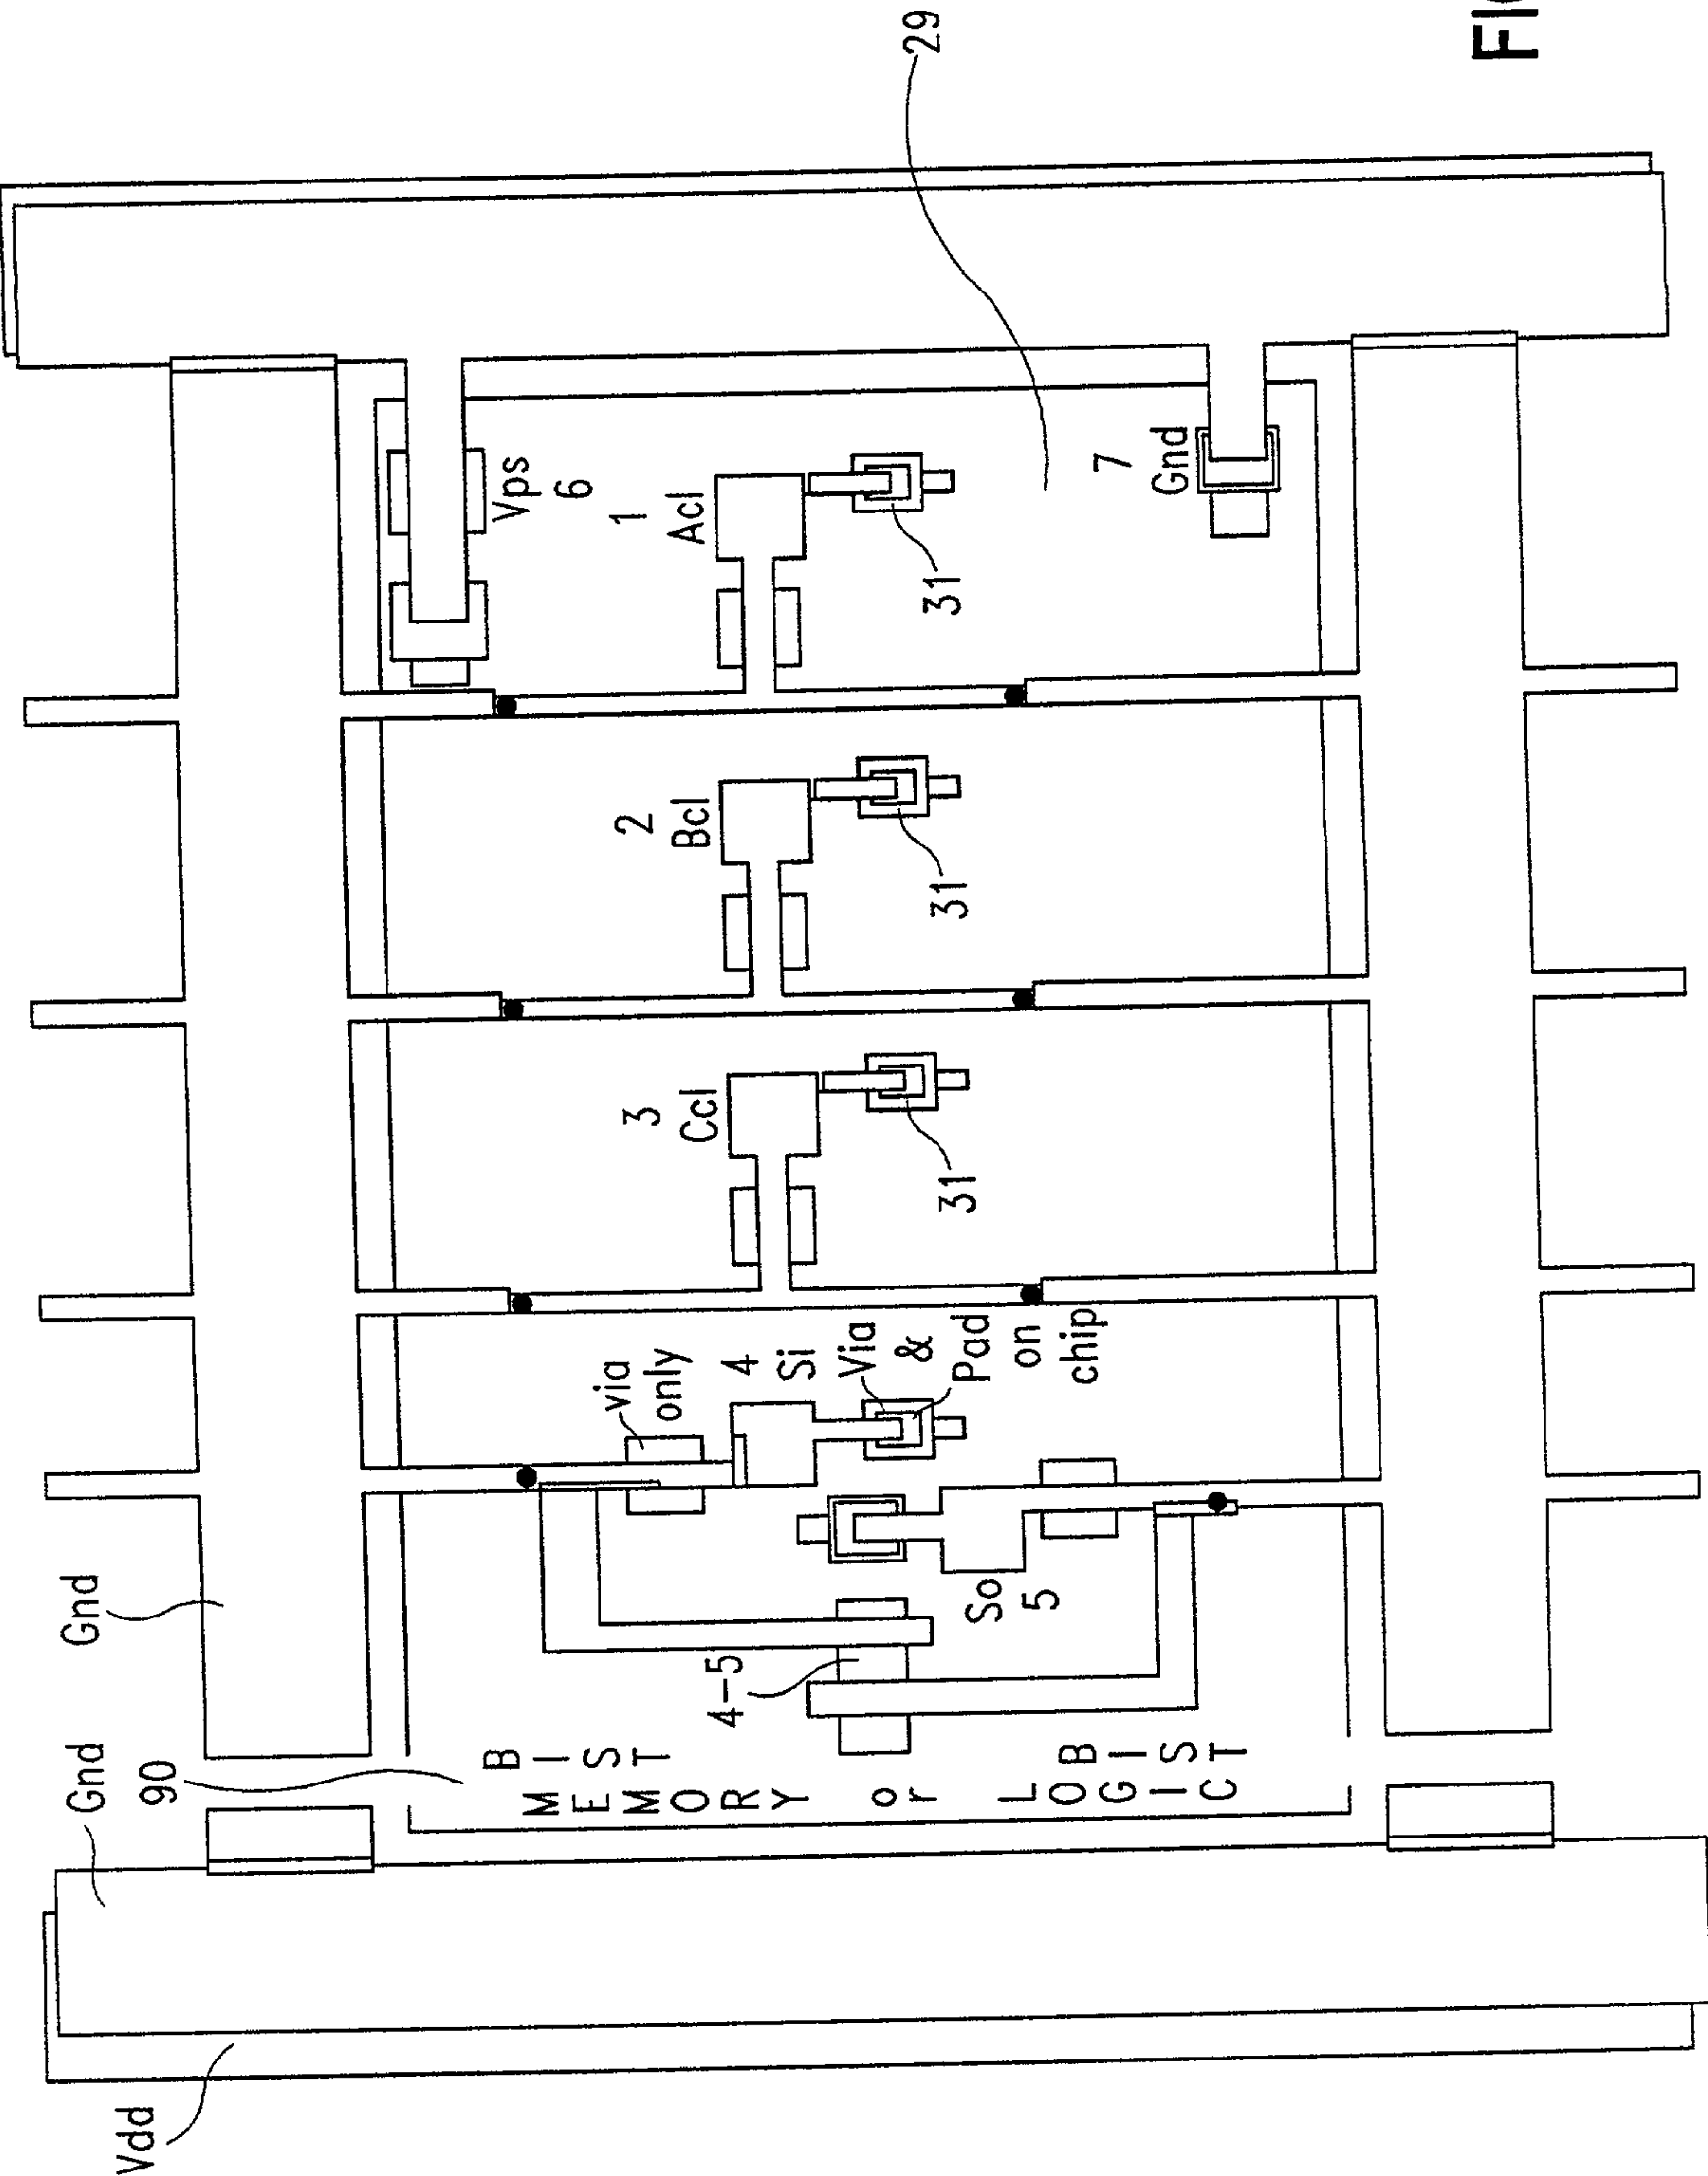 Gnd
Gnd
Vdd
90
MEMORY
BIST
or
LOGIC
BIST
4-5
via
only
4
Si
Via
&
Pad
on
chip
So
5
3
Ccl
31
2
Bcl
31
1
Acl
31
Vps
6
7
Gnd
29